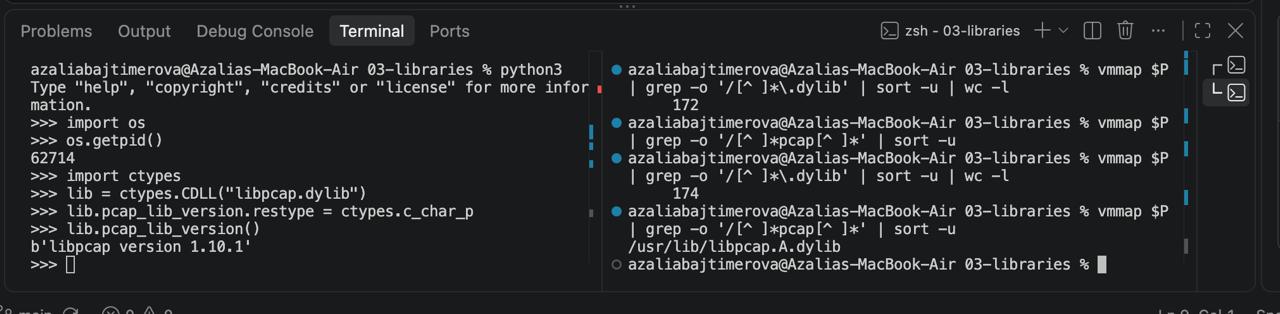 Problems Output Debug Console Terminal Ports
zsh - 03-libraries
azaliabajtimerova@Azalias-MacBook-Air 03-libraries % python3
Type "help", "copyright", "credits" or "license" for more infor
mation.
>>> import os
>>> os.getpid()
62714
>>> import ctypes
>>> lib = ctypes.CDLL("libpcap.dylib")
>>> lib.pcap_lib_version.restype = ctypes.c_char_p
>>> lib.pcap_lib_version()
b'libpcap version 1.10.1'
>>>
azaliabajtimerova@Azalias-MacBook-Air 03-libraries % vmmap $P
| grep -o '/[^ ]*\.dylib' | sort -u | wc -l
172
azaliabajtimerova@Azalias-MacBook-Air 03-libraries % vmmap $P
| grep -o '/[^ ]*pcap[^ ]*' | sort -u
azaliabajtimerova@Azalias-MacBook-Air 03-libraries % vmmap $P
| grep -o '/[^ ]*\.dylib' | sort -u | wc -l
174
azaliabajtimerova@Azalias-MacBook-Air 03-libraries % vmmap $P
| grep -o '/[^ ]*pcap[^ ]*' | sort -u
/usr/lib/libpcap.A.dylib
azaliabajtimerova@Azalias-MacBook-Air 03-libraries %